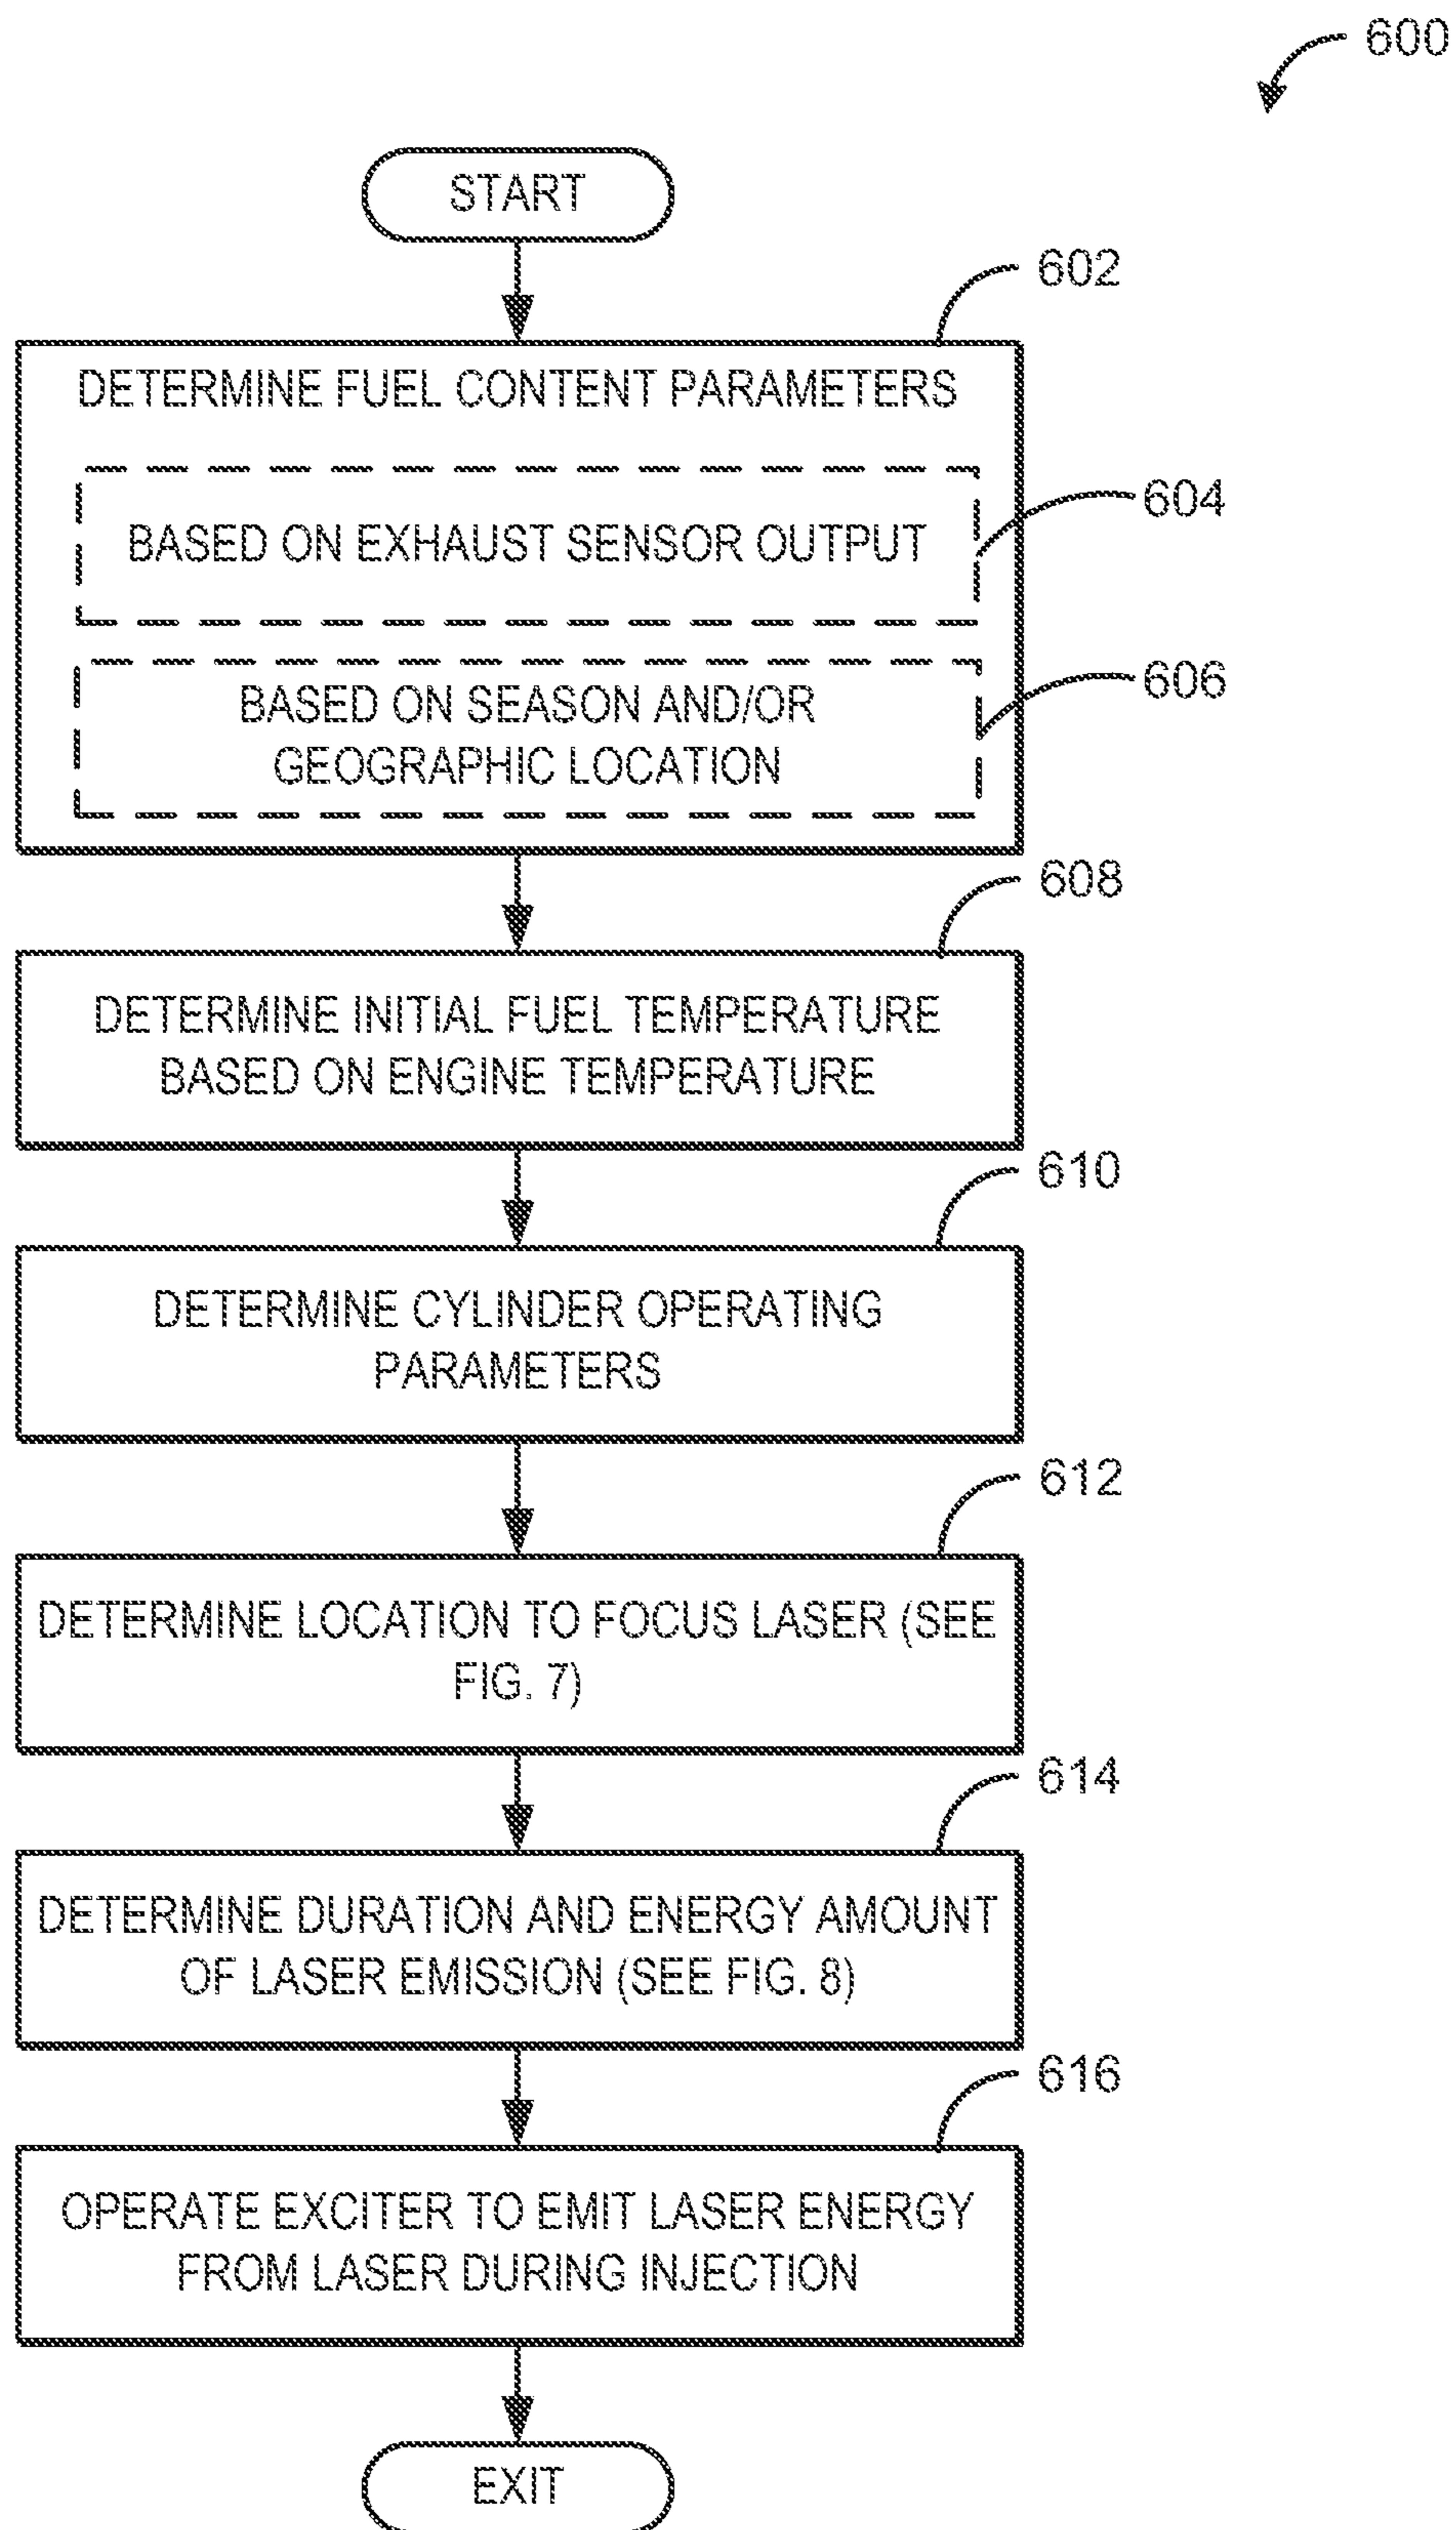 600
START
602
DETERMINE FUEL CONTENT PARAMETERS
BASED ON EXHAUST SENSOR OUTPUT
604
BASED ON SEASON AND/OR
GEOGRAPHIC LOCATION
606
608
DETERMINE INITIAL FUEL TEMPERATURE
BASED ON ENGINE TEMPERATURE
610
DETERMINE CYLINDER OPERATING
PARAMETERS
612
DETERMINE LOCATION TO FOCUS LASER (SEE
FIG. 7)
614
DETERMINE DURATION AND ENERGY AMOUNT
OF LASER EMISSION (SEE FIG. 8)
616
OPERATE EXCITER TO EMIT LASER ENERGY
FROM LASER DURING INJECTION
EXIT